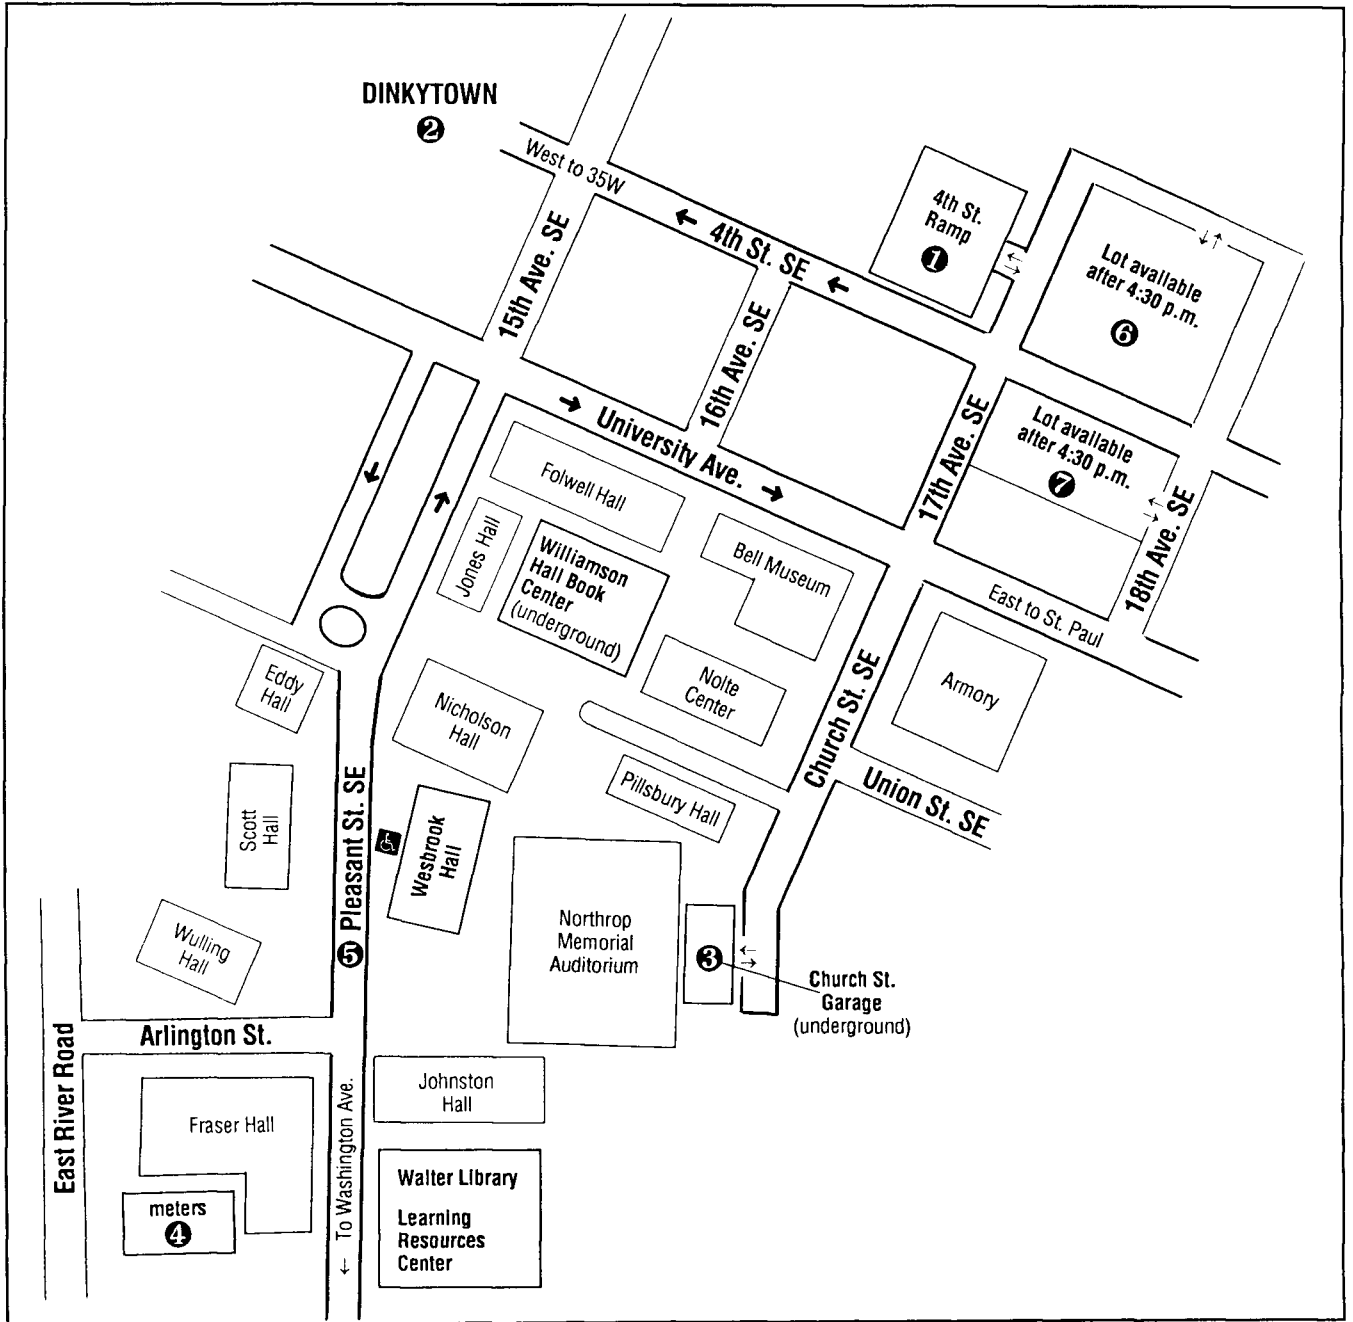 DINKYTOWN
2
West to 35W
15th Ave. SE
4th St. SE
16th Ave. SE
4th St.
Ramp
1
Lot available
after 4:30 p.m.
6
17th Ave. SE
Lot available
after 4:30 p.m.
7
18th Ave. SE
University Ave.
East to St. Paul
Folwell Hall
Jones Hall
Williamson
Hall Book
Center
(underground)
Bell Museum
Nolte
Center
Church St. SE
Armory
Union St. SE
Eddy
Hall
Nicholson
Hall
Pillsbury Hall
Scott
Hall
Pleasant St. SE
5
Wesbrook
Hall
Wulling
Hall
Northrop
Memorial
Auditorium
3
Church St.
Garage
(underground)
Arlington St.
East River Road
Fraser Hall
meters
4
To Washington Ave.
Johnston
Hall
Walter Library
Learning
Resources
Center